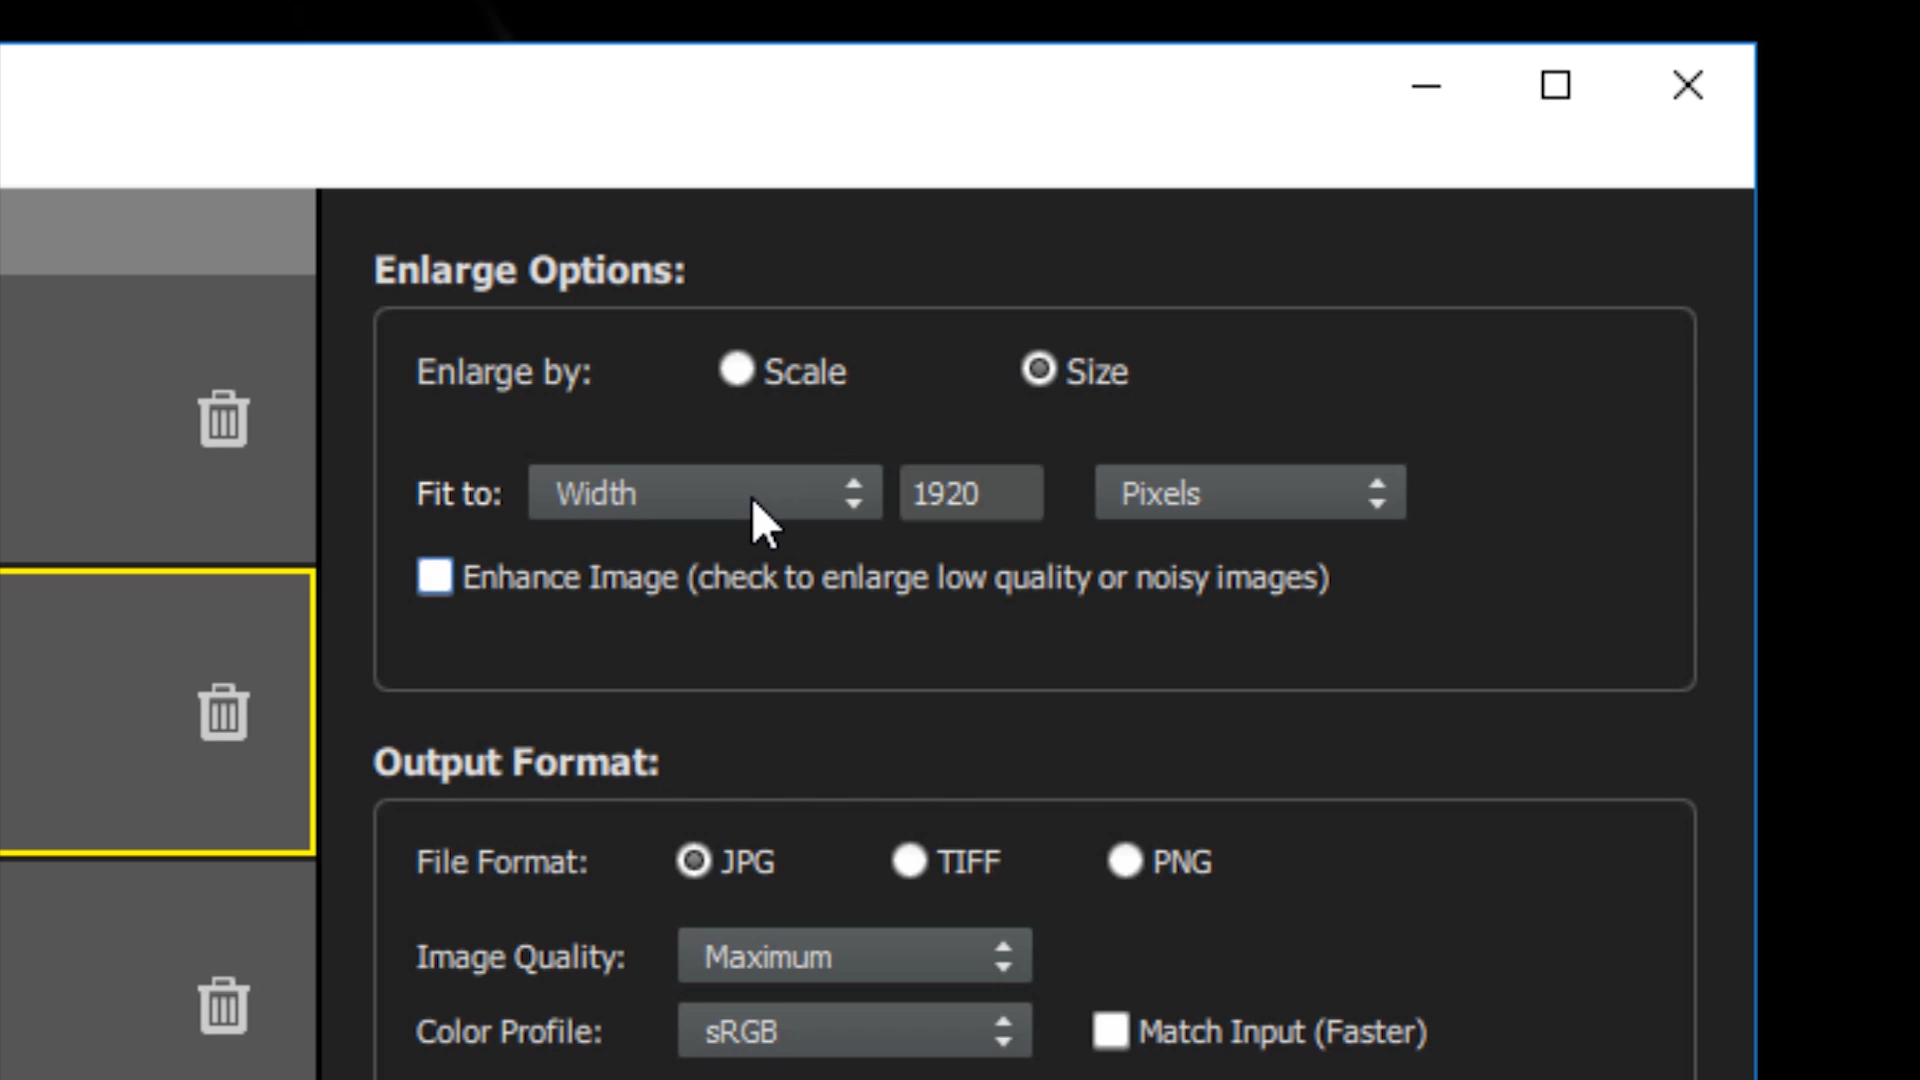 Enlarge Options:
Enlarge by: Scale Size
Fit to: Width 1920 Pixels
Enhance Image (check to enlarge low quality or noisy images)
Output Format:
File Format: JPG TIFF PNG
Image Quality: Maximum
Color Profile: sRGB Match Input (Faster)